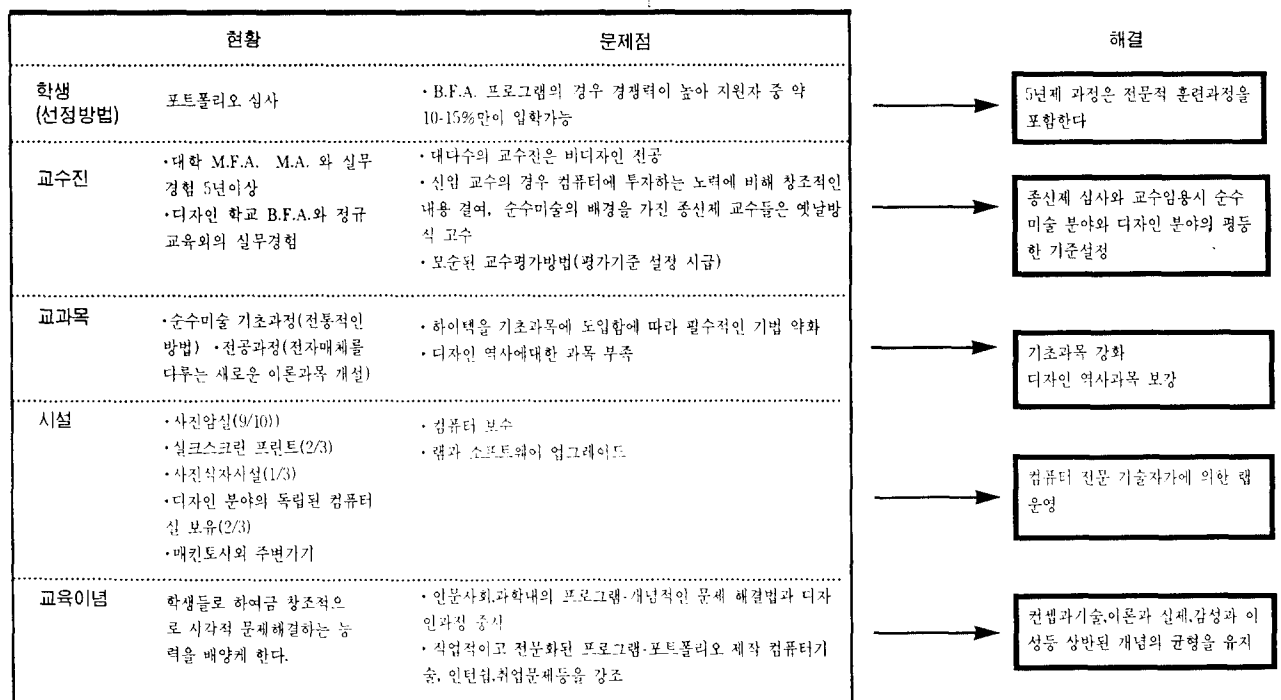 현황 문제점 해결
학생
(선정방법)
포트폴리오 심사
· B.F.A. 프로그램의 경우 경쟁력이 높아 지원자 중 약
10-15%만이 입학가능
5년제 과정은 전문적 훈련과정을
포함한다
교수진
·대학 M.F.A. M.A. 와 실무
경험 5년이상
·디자인 학교 B.F.A.와 정규
교육외의 실무경험
· 대다수의 교수진은 비디자인 전공
· 신입 교수의 경우 컴퓨터에 투자하는 노력에 비해 창조적인
내용 결여, 순수미술의 배경을 가진 종신제 교수들은 옛날방
식 고수
· 모순된 교수평가방법(평가기준 설정 시급)
종신제 심사와 교수임용시 순수
미술 분야와 디자인 분야의 평등
한 기준설정
교과목
·순수미술 기초과정(전통적인
방법) ·전공과정(전자매체를
다루는 새로운 이론과목 개설)
· 하이텍을 기초과목에 도입함에 따라 필수적인 기법 약화
· 디자인 역사에대한 과목 부족
기초과목 강화
디자인 역사과목 보강
시설
·사진암실(9/10))
·실크스크린 프린트(2/3)
·사진식자시설(1/3)
·디자인 분야의 독립된 컴퓨터
실 보유(2/3)
·매킨토시외 주변기기
· 컴퓨터 보수
· 랩과 소프트웨어 업그레이드
컴퓨터 전문 기술자가에 의한 랩
운영
교육이념
학생들로 하여금 창조적으
로 시각적 문제해결하는 능
력을 배양케 한다.
· 인문사회,과학내의 프로그램-개념적인 문제 해결법과 디자
인과정 중시
· 직업적이고 전문화된 프로그램-포트폴리오 제작 컴퓨터기
술, 인턴쉽,취업문제등을 강조
컨셉과기술,이론과 실제,감성과 이
성등 상반된 개념의 균형을 유지